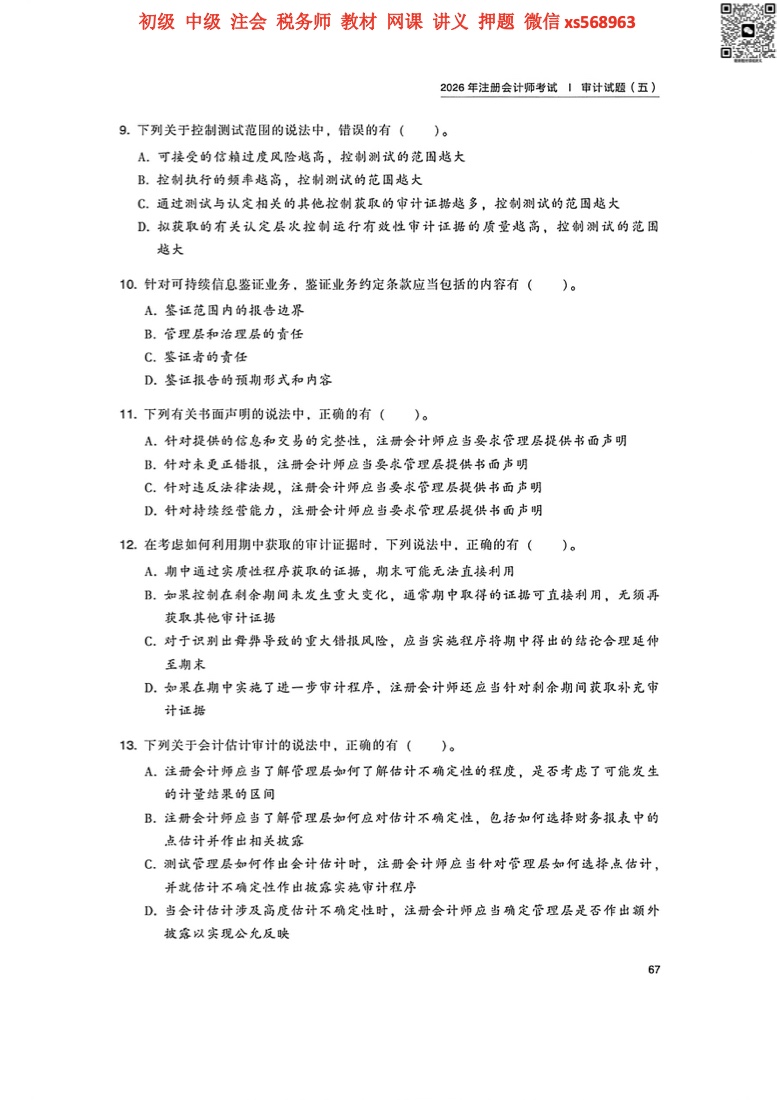 初级 中级 注会 税务师 教材 网课 讲义 押题 微信 xs568963
2026 年注册会计师考试 | 审计试题（五）
9. 下列关于控制测试范围的说法中，错误的有（　　）。
A. 可接受的信赖过度风险越高，控制测试的范围越大
B. 控制执行的频率越高，控制测试的范围越大
C. 通过测试与认定相关的其他控制获取的审计证据越多，控制测试的范围越大
D. 拟获取的有关认定层次控制运行有效性审计证据的质量越高，控制测试的范围
越大
10. 针对可持续信息鉴证业务，鉴证业务约定条款应当包括的内容有（　　）。
A. 鉴证范围内的报告边界
B. 管理层和治理层的责任
C. 鉴证者的责任
D. 鉴证报告的预期形式和内容
11. 下列有关书面声明的说法中，正确的有（　　）。
A. 针对提供的信息和交易的完整性，注册会计师应当要求管理层提供书面声明
B. 针对未更正错报，注册会计师应当要求管理层提供书面声明
C. 针对违反法律法规，注册会计师应当要求管理层提供书面声明
D. 针对持续经营能力，注册会计师应当要求管理层提供书面声明
12. 在考虑如何利用期中获取的审计证据时，下列说法中，正确的有（　　）。
A. 期中通过实质性程序获取的证据，期末可能无法直接利用
B. 如果控制在剩余期间未发生重大变化，通常期中取得的证据可直接利用，无须再
获取其他审计证据
C. 对于识别出舞弊导致的重大错报风险，应当实施程序将期中得出的结论合理延伸
至期末
D. 如果在期中实施了进一步审计程序，注册会计师还应当针对剩余期间获取补充审
计证据
13. 下列关于会计估计审计的说法中，正确的有（　　）。
A. 注册会计师应当了解管理层如何了解估计不确定性的程度，是否考虑了可能发生
的计量结果的区间
B. 注册会计师应当了解管理层如何应对估计不确定性，包括如何选择财务报表中的
点估计并作出相关披露
C. 测试管理层如何作出会计估计时，注册会计师应当针对管理层如何选择点估计，
并就估计不确定性作出披露实施审计程序
D. 当会计估计涉及高度估计不确定性时，注册会计师应当确定管理层是否作出额外
披露以实现公允反映
67